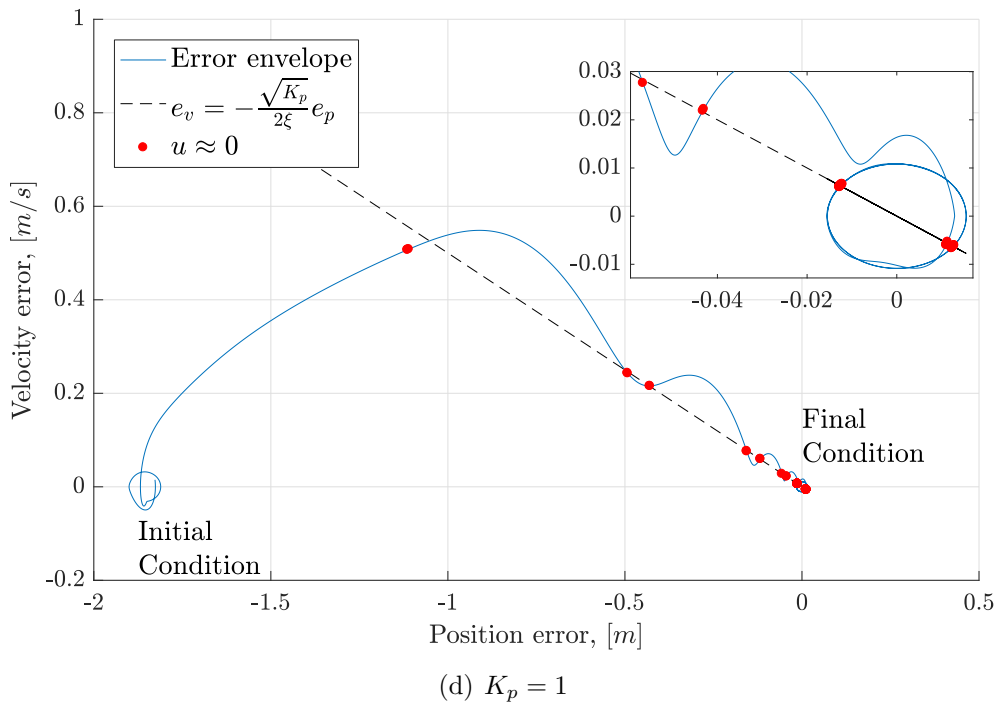 1
0.8
0.6
0.4
0.2
0
-0.2
Velocity error, [m/s]
Error envelope
e_v = -\frac{\sqrt{K_p}}{2\xi} e_p
u ≈ 0
0.03
0.02
0.01
0
-0.01
-0.04
-0.02
0
Final
Condition
Initial
Condition
-2
-1.5
-1
-0.5
0
0.5
Position error, [m]
(d) K_p = 1